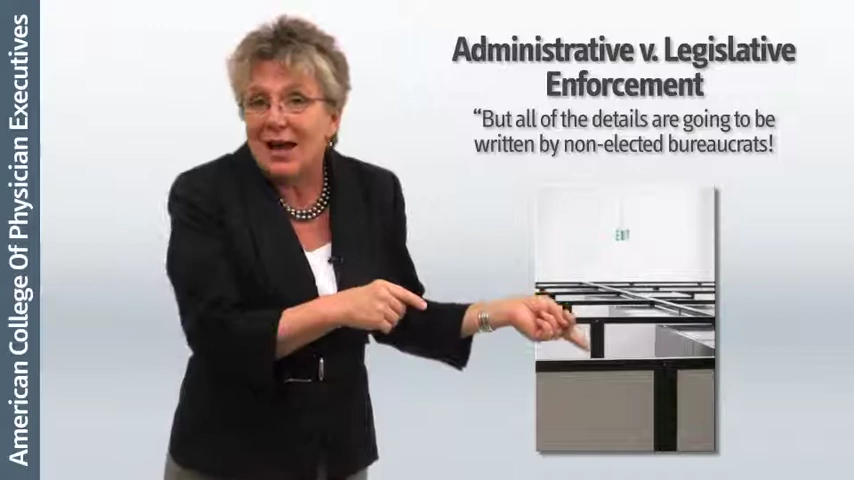 American College Of Physician Executives
Administrative v. Legislative
Enforcement
“But all of the details are going to be
written by non-elected bureaucrats!
EXIT